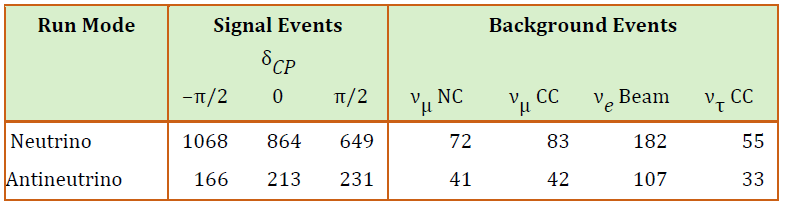 Run Mode Signal Events Background Events
δCP
−π/2 0 π/2 νμ NC νμ CC νe Beam ντ CC
Neutrino 1068 864 649 72 83 182 55
Antineutrino 166 213 231 41 42 107 33